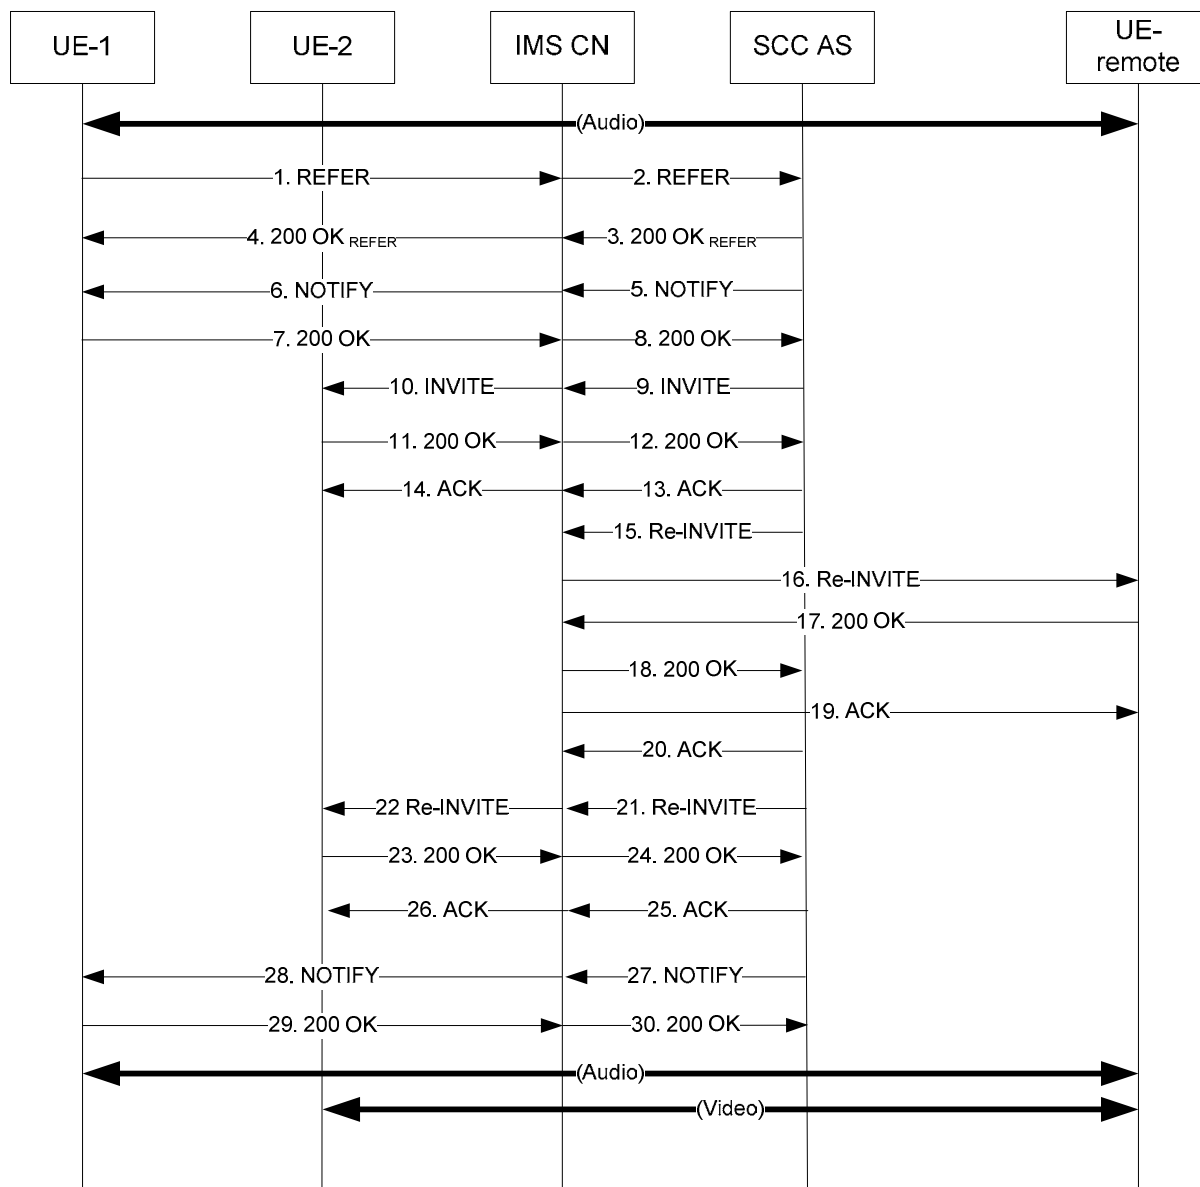 UE-1
UE-2
IMS CN
SCC AS
UE-
remote
(Audio)
1. REFER
2. REFER
4. 200 OK REFER
3. 200 OK REFER
6. NOTIFY
5. NOTIFY
7. 200 OK
8. 200 OK
10. INVITE
9. INVITE
11. 200 OK
12. 200 OK
14. ACK
13. ACK
15. Re-INVITE
16. Re-INVITE
17. 200 OK
18. 200 OK
19. ACK
20. ACK
22 Re-INVITE
21. Re-INVITE
23. 200 OK
24. 200 OK
26. ACK
25. ACK
28. NOTIFY
27. NOTIFY
29. 200 OK
30. 200 OK
(Audio)
(Video)